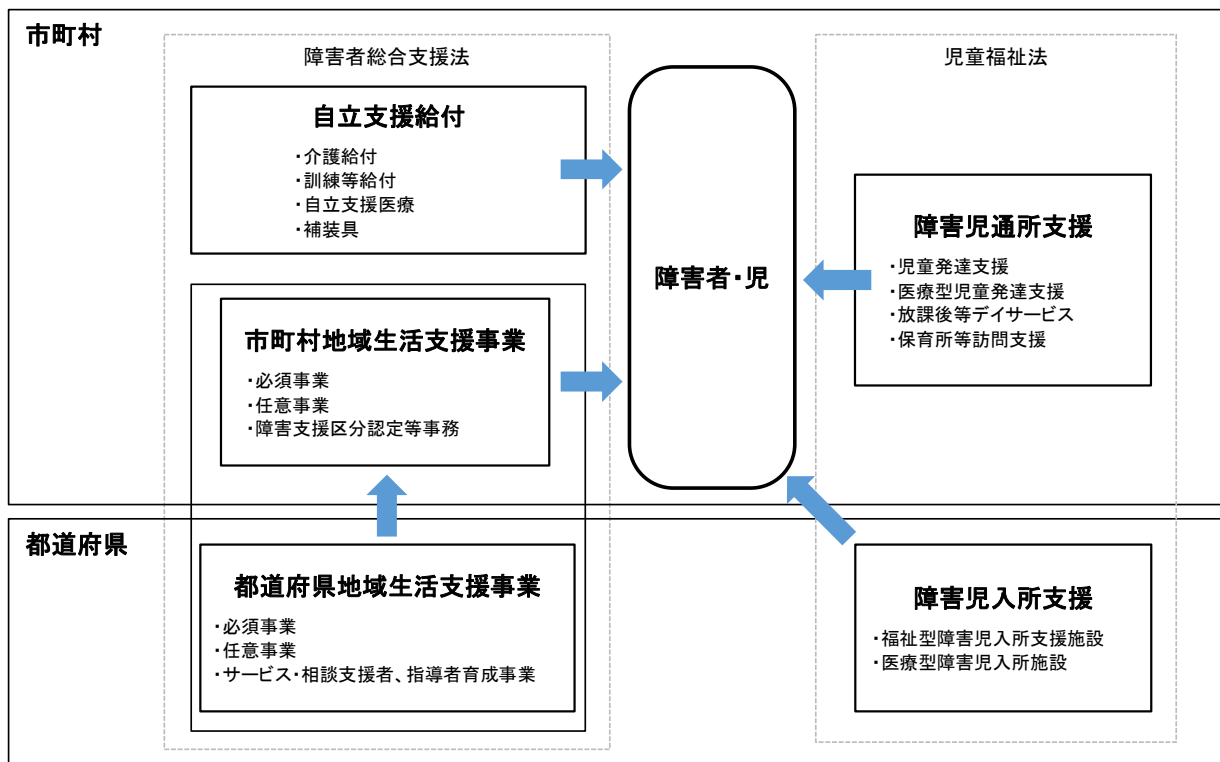 市町村
障害者総合支援法
自立支援給付
・介護給付
・訓練等給付
・自立支援医療
・補装具
市町村地域生活支援事業
・必須事業
・任意事業
・障害支援区分認定等事務
障害者・児
児童福祉法
障害児通所支援
・児童発達支援
・医療型児童発達支援
・放課後等デイサービス
・保育所等訪問支援
都道府県
都道府県地域生活支援事業
・必須事業
・任意事業
・サービス・相談支援者、指導者育成事業
障害児入所支援
・福祉型障害児入所支援施設
・医療型障害児入所施設